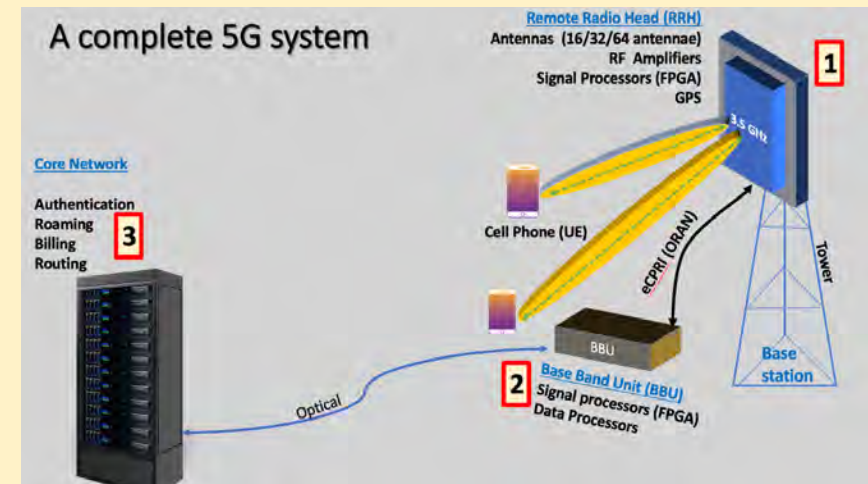 A complete 5G system
Remote Radio Head (RRH)
Antennas (16/32/64 antennae)
RF Amplifiers
Signal Processors (FPGA)
GPS
1
3.5 GHz
Core Network
Authentication
Roaming
Billing
Routing
3
Cell Phone (UE)
eCPRI (ORAN)
Tower
Base
station
BBU
2
Base Band Unit (BBU)
Signal processors (FPGA)
Data Processors
Optical